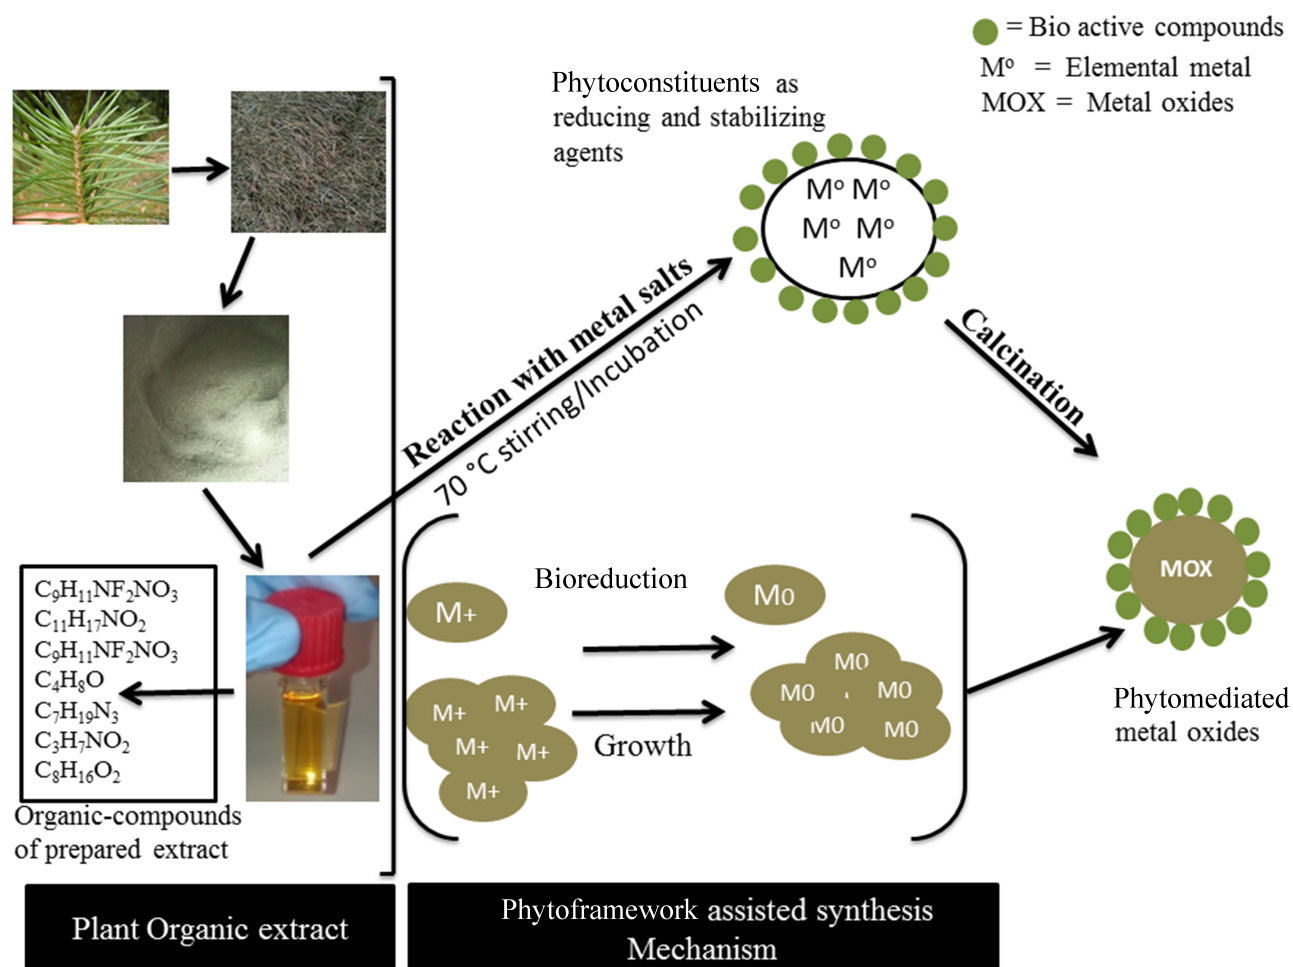 = Bio active compounds
Mº = Elemental metal
MOX = Metal oxides
Phytoconstituents as
reducing and stabilizing
agents
Mº Mº
Mº Mº
Mº
Reaction with metal salts
70 °C stirring/Incubation
Calcination
MOX
Phytomediated
metal oxides
C₉H₁₁NF₂NO₃
C₁₁H₁₇NO₂
C₉H₁₁NF₂NO₃
C₄H₈O
C₇H₁₉N₃
C₃H₇NO₂
C₈H₁₆O₂
Organic-compounds
of prepared extract
Bioreduction
M+
M0
Growth
M+
M+
M+
M+
M+
M0
M0
M0
M0
M0
Plant Organic extract
Phytoframework assisted synthesis
Mechanism